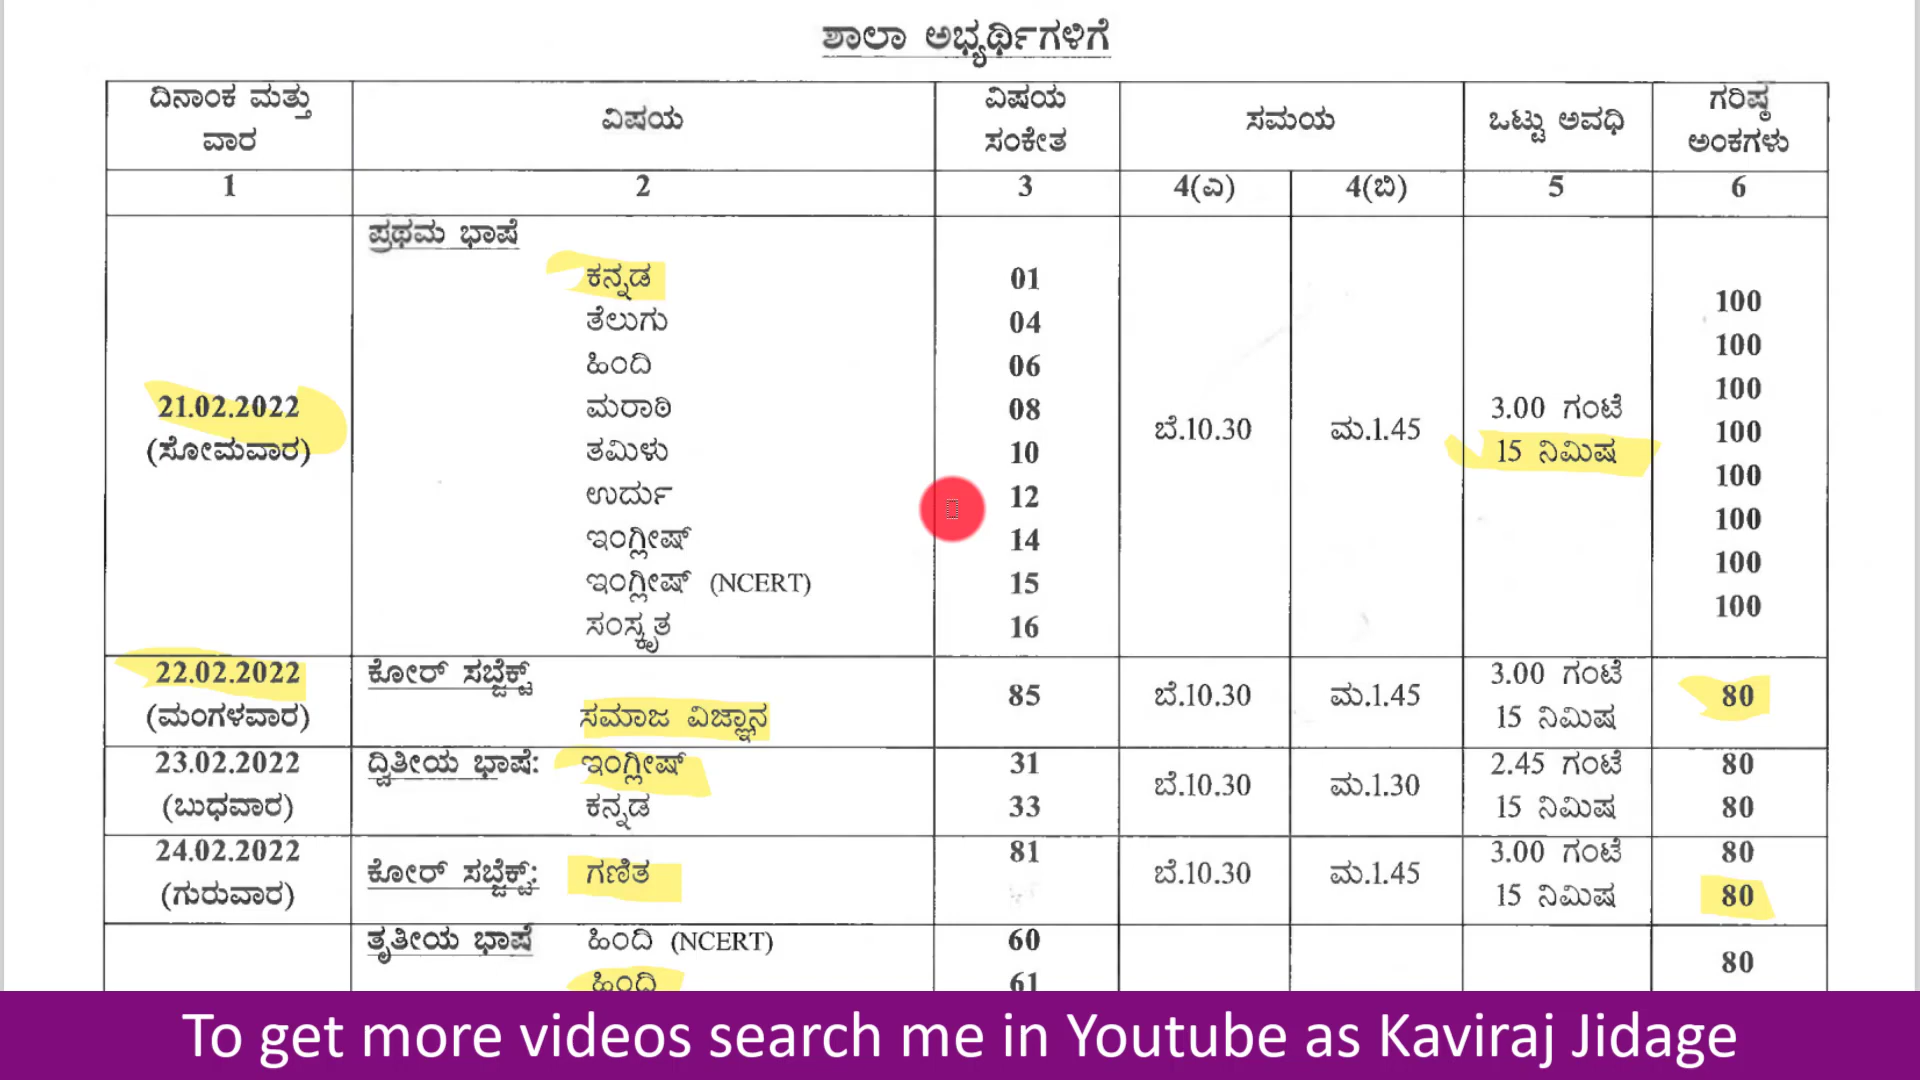 ಶಾಲಾ ಅಭ್ಯರ್ಥಿಗಳಿಗೆ
ದಿನಾಂಕ ಮತ್ತು ವಾರ ವಿಷಯ ವಿಷಯ ಸಂಕೇತ ಸಮಯ ಒಟ್ಟು ಅವಧಿ ಗರಿಷ್ಠ ಅಂಕಗಳು
1 2 3 4(ಎ) 4(ಬಿ) 5 6
ಪ್ರಥಮ ಭಾಷೆ
ಕನ್ನಡ 01
100
ತೆಲುಗು 04
100
ಹಿಂದಿ 06
100
21.02.2022 ಮರಾಠಿ 08 3.00 ಗಂಟೆ
ಬೆ.10.30 ಮ.1.45 100
(ಸೋಮವಾರ) ತಮಿಳು 10 15 ನಿಮಿಷ
100
ಉರ್ದು 12
100
ಇಂಗ್ಲೀಷ್ 14
100
ಇಂಗ್ಲೀಷ್ (NCERT) 15
100
ಸಂಸ್ಕೃತ 16
22.02.2022 ಕೋರ್ ಸಬ್ಜೆಕ್ಟ್ 3.00 ಗಂಟೆ
85 ಬೆ.10.30 ಮ.1.45 80
(ಮಂಗಳವಾರ) ಸಮಾಜ ವಿಜ್ಞಾನ 15 ನಿಮಿಷ
23.02.2022 ದ್ವಿತೀಯ ಭಾಷೆ: ಇಂಗ್ಲೀಷ್ 31 2.45 ಗಂಟೆ 80
ಬೆ.10.30 ಮ.1.30
(ಬುಧವಾರ) ಕನ್ನಡ 33 15 ನಿಮಿಷ 80
24.02.2022 81 3.00 ಗಂಟೆ 80
ಕೋರ್ ಸಬ್ಜೆಕ್ಟ್: ಗಣಿತ ಬೆ.10.30 ಮ.1.45
(ಗುರುವಾರ) 15 ನಿಮಿಷ 80
ತೃತೀಯ ಭಾಷೆ ಹಿಂದಿ (NCERT) 60
80
ಹಿಂದಿ 61
To get more videos search me in Youtube as Kaviraj Jidage